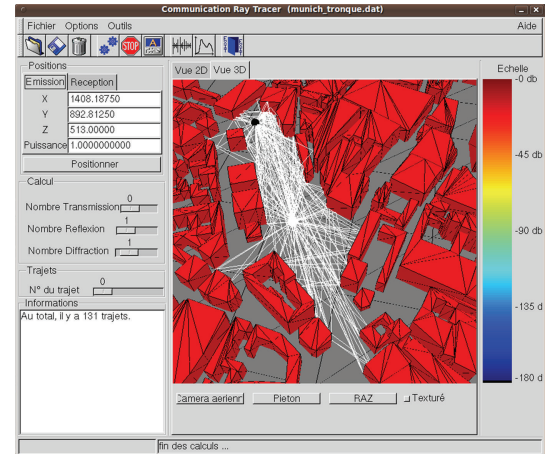 Communication Ray Tracer (munich_tronque.dat)
Fichier Options Outils Aide
STOP
Positions
Emission Reception
X 1408.18750
Y 892.81250
Z 513.00000
Puissance 1.0000000000
Positionner
Calcul
0
Nombre Transmission
1
Nombre Reflexion
1
Nombre Diffraction
Trajets
0
N° du trajet
Informations
Au total, il y a 131 trajets.
Vue 2D Vue 3D
Camera aerienr Pieton RAZ Texturé
Echelle
-0 db
-45 db
-90 db
-135 d
-180 d
fin des calculs ...